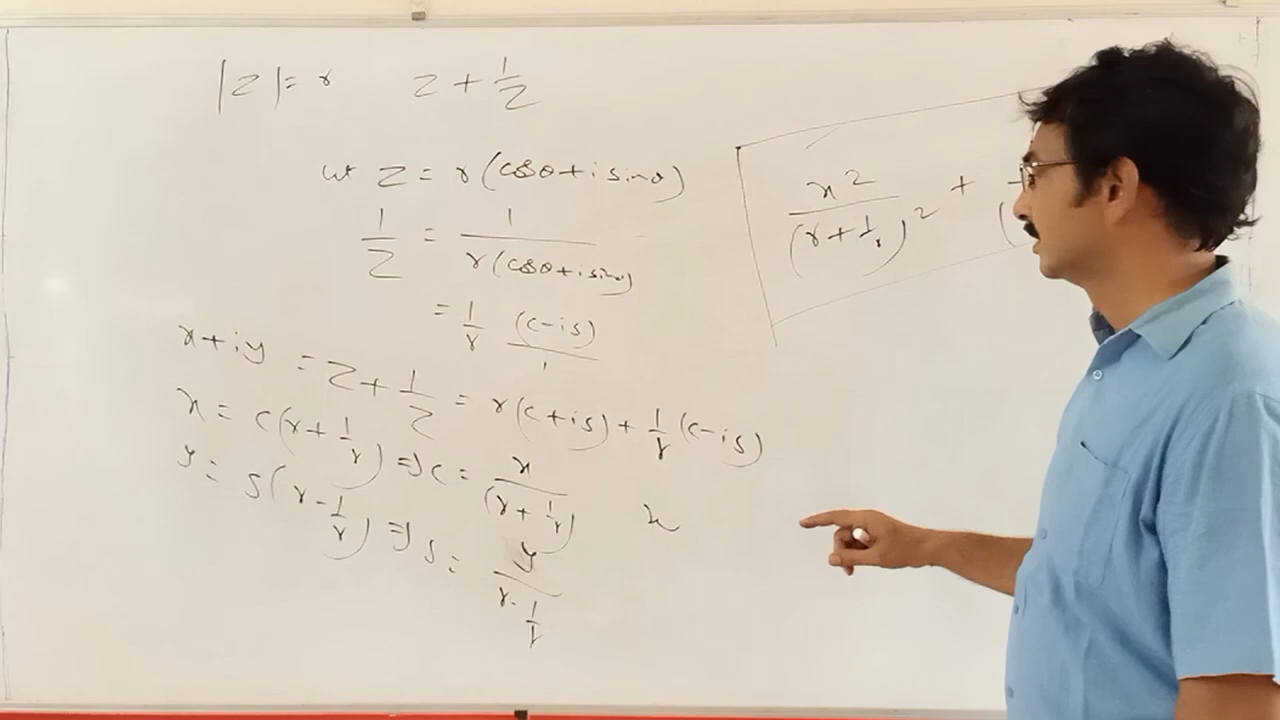 |z| = r    z + 1/z
let z = r(cosθ + i sinθ)
1/z = 1/r(cosθ + i sinθ)
= 1/r (c-is)/1
x+iy = z + 1/z = r(c+is) + 1/r (c-is)
x = c(r + 1/r) ⇒ c = x/(r + 1/r)    x
y = s(r - 1/r) ⇒ s = y/r - 1/r
x²/(r + 1/r)² +